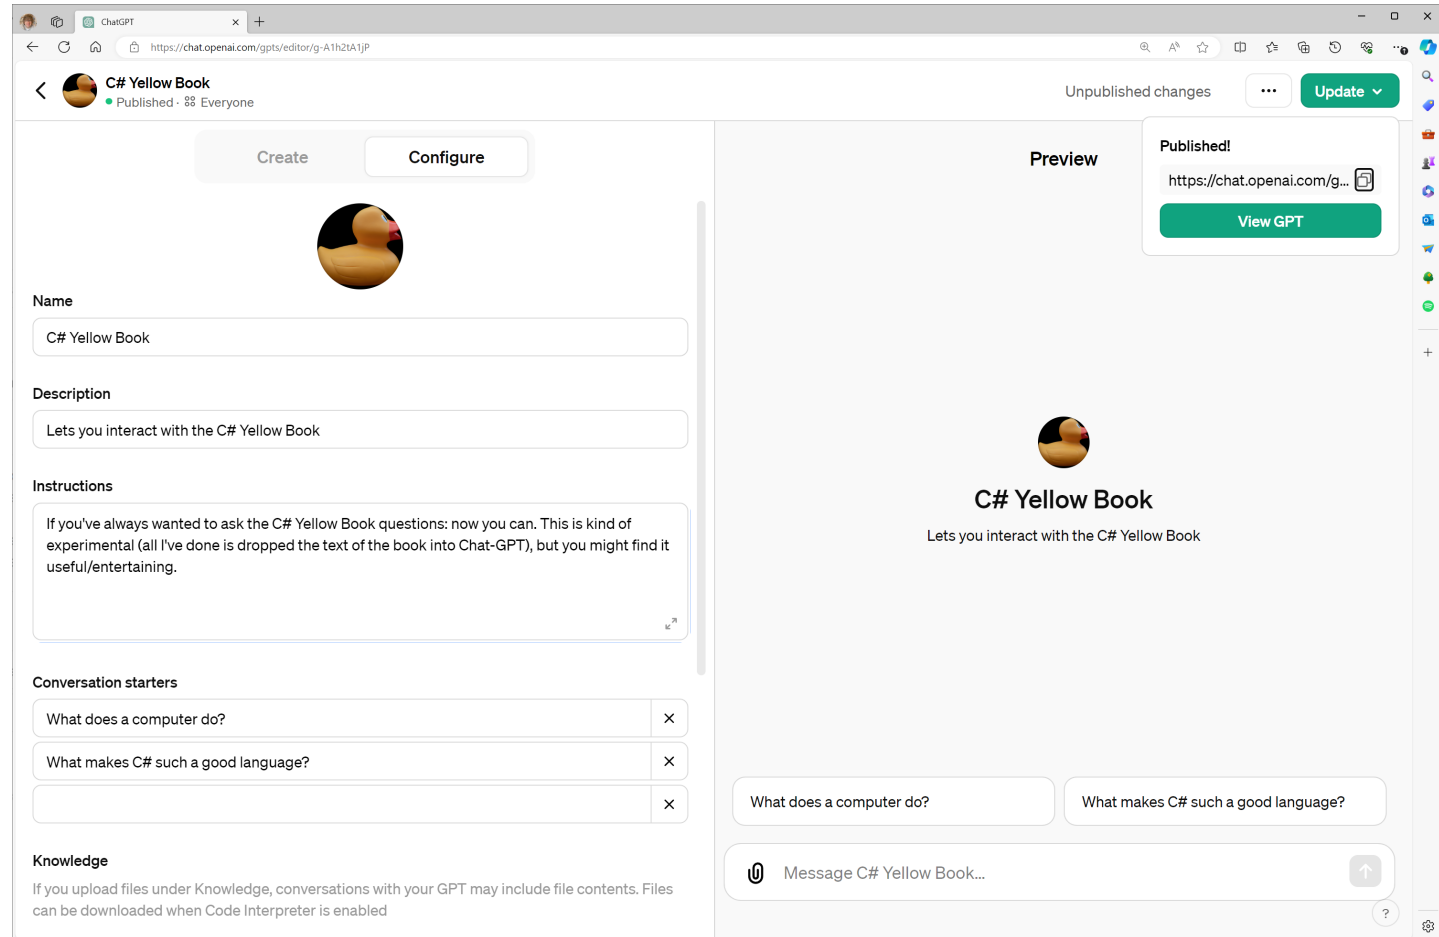 ChatGPT
https://chat.openai.com/gpts/editor/g-A1h2tA1jP
C# Yellow Book
Published · Everyone
Unpublished changes
Update
Create
Configure
Name
C# Yellow Book
Description
Lets you interact with the C# Yellow Book
Instructions
If you've always wanted to ask the C# Yellow Book questions: now you can. This is kind of
experimental (all I've done is dropped the text of the book into Chat-GPT), but you might find it
useful/entertaining.
Conversation starters
What does a computer do?
What makes C# such a good language?
Knowledge
If you upload files under Knowledge, conversations with your GPT may include file contents. Files
can be downloaded when Code Interpreter is enabled
Preview
Published!
https://chat.openai.com/g...
View GPT
C# Yellow Book
Lets you interact with the C# Yellow Book
What does a computer do?
What makes C# such a good language?
Message C# Yellow Book...
?